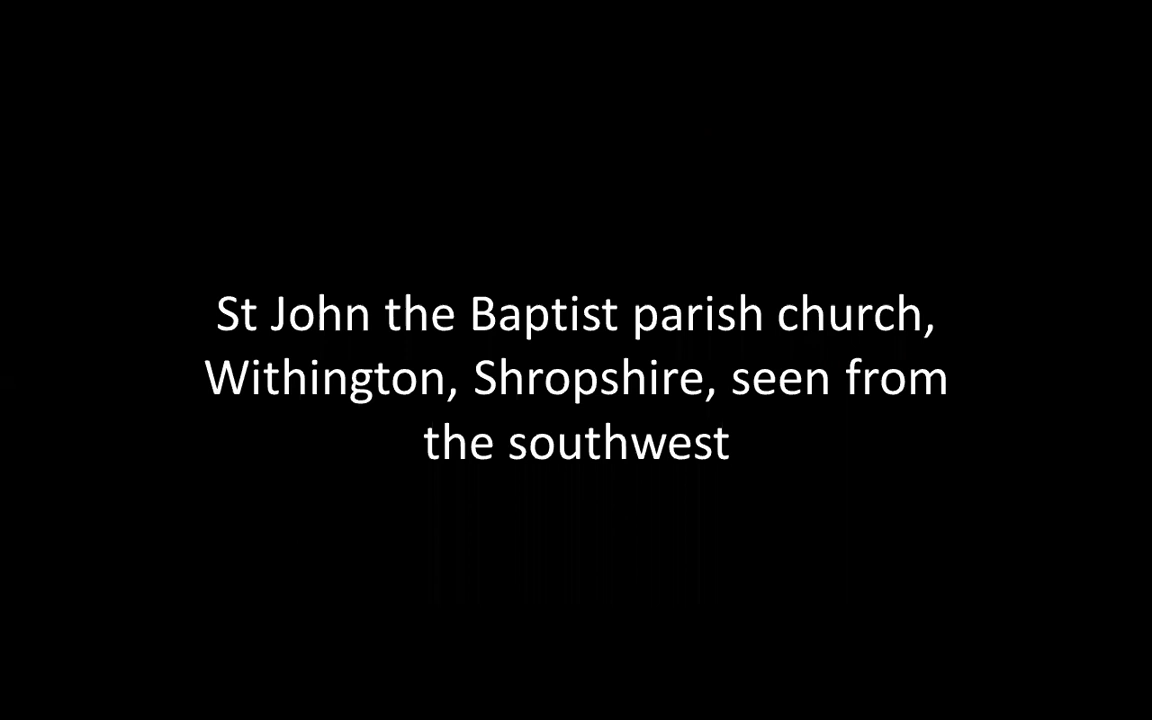 St John the Baptist parish church,
Withington, Shropshire, seen from
the southwest